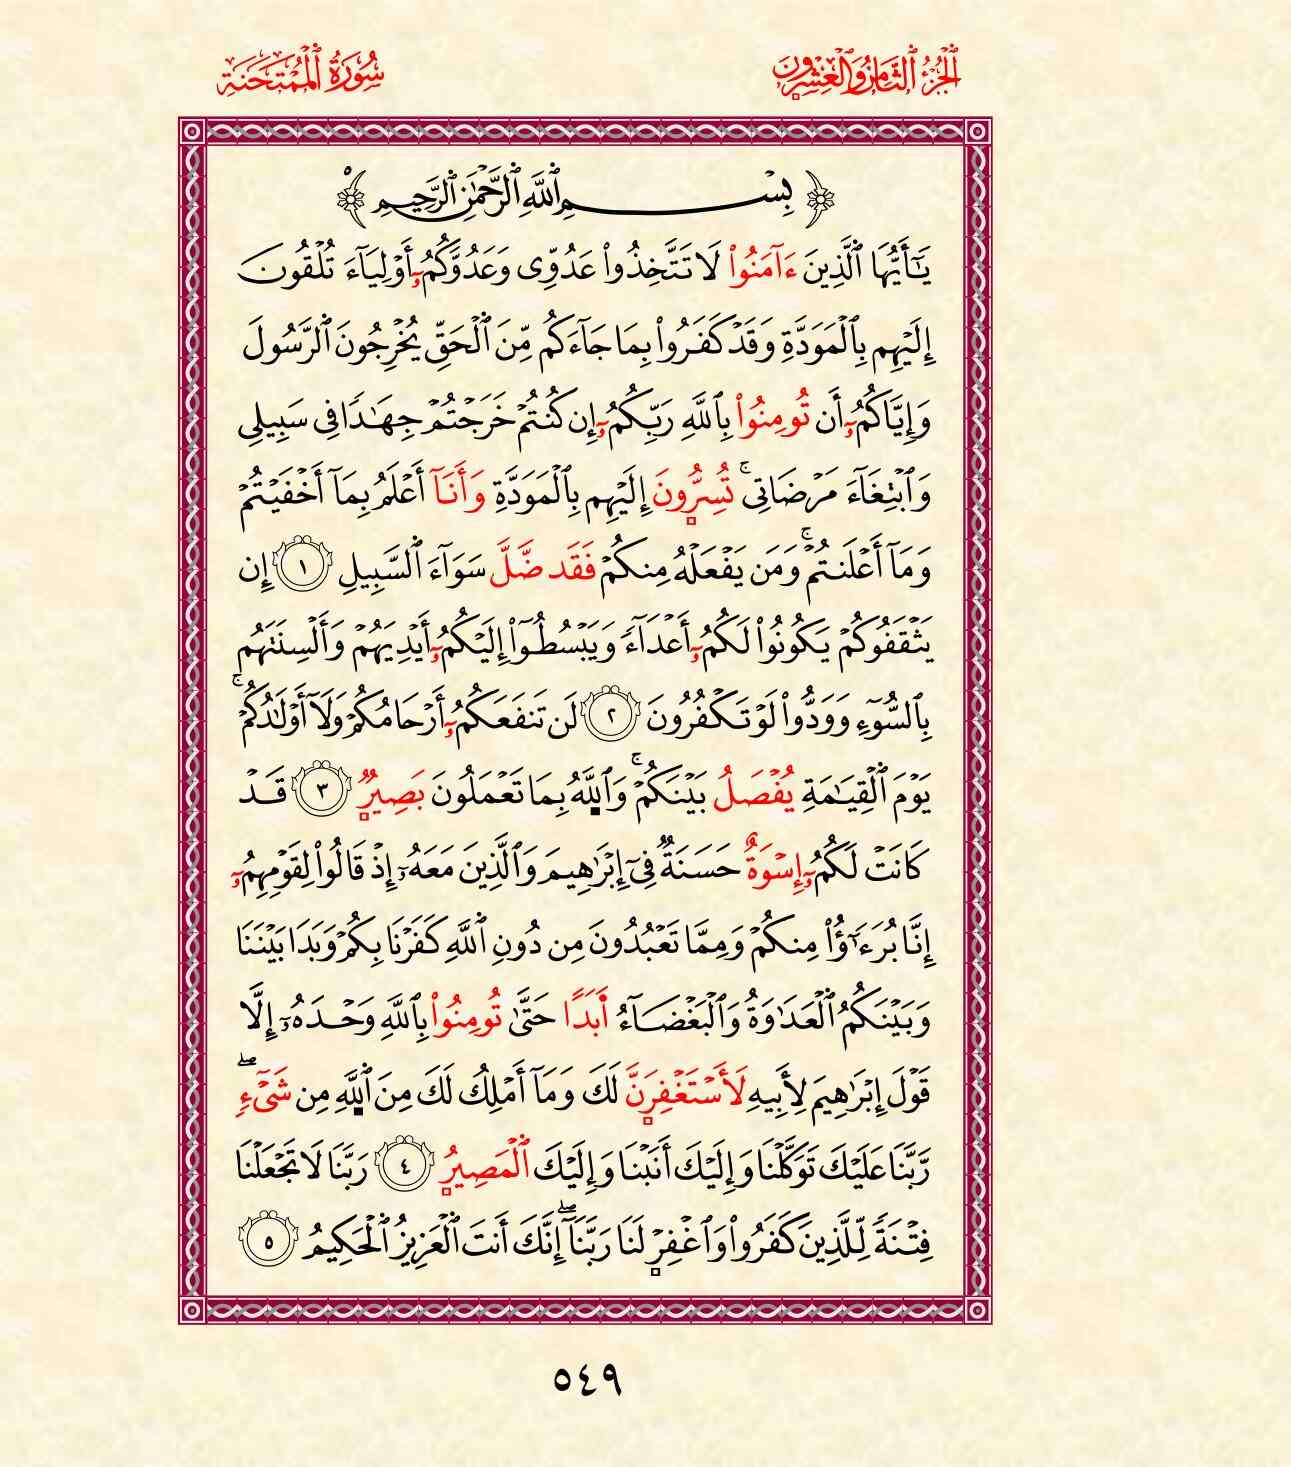 ٱلْجُزْءُ ٱلثَّامِنُ وَٱلْعِشْرُونَ
سُورَةُ ٱلْمُمْتَحَنَةِ
بِسْمِ ٱللَّهِ ٱلرَّحْمَٰنِ ٱلرَّحِيمِ
يَٰٓأَيُّهَا ٱلَّذِينَ ءَآمَنُوا۟ لَا تَتَّخِذُوا۟ عَدُوِّى وَعَدُوَّكُمُۥٓ أَوْلِيَآءَ تُلْقُونَ
إِلَيْهِم بِٱلْمَوَدَّةِ وَقَدْ كَفَرُوا۟ بِمَا جَآءَكُم مِّنَ ٱلْحَقِّ يُخْرِجُونَ ٱلرَّسُولَ
وَإِيَّاكُمُۥٓ أَن تُومِنُوا۟ بِٱللَّهِ رَبِّكُمُۥٓ إِن كُنتُمْ خَرَجْتُمْ جِهَٰدًا فِى سَبِيلِى
وَٱبْتِغَآءَ مَرْضَاتِى ۚ تُسِرُّونَ إِلَيْهِم بِٱلْمَوَدَّةِ وَأَنَآ أَعْلَمُ بِمَآ أَخْفَيْتُمْ
وَمَآ أَعْلَنتُمْ ۚ وَمَن يَفْعَلْهُ مِنكُمْ فَقَد ضَّلَّ سَوَآءَ ٱلسَّبِيلِ ١ إِن
يَثْقَفُوكُمْ يَكُونُوا۟ لَكُمُۥٓ أَعْدَآءً وَيَبْسُطُوٓا۟ إِلَيْكُمُۥٓ أَيْدِيَهُمْ وَأَلْسِنَتَهُم
بِٱلسُّوٓءِ وَوَدُّوا۟ لَوْ تَكْفُرُونَ ٢ لَن تَنفَعَكُمُۥٓ أَرْحَامُكُمْ وَلَآ أَوْلَٰدُكُمْ ۚ
يَوْمَ ٱلْقِيَٰمَةِ يُفْصَلُ بَيْنَكُمْ ۚ وَٱللَّهُ بِمَا تَعْمَلُونَ بَصِيرٌ ٣ قَدْ
كَانَتْ لَكُمُۥٓ إِسْوَةٌ حَسَنَةٌ فِىٓ إِبْرَٰهِيمَ وَٱلَّذِينَ مَعَهُۥٓ إِذْ قَالُوا۟ لِقَوْمِهِمُۥٓ
إِنَّا بُرَءَٰٓؤُا۟ مِنكُمْ وَمِمَّا تَعْبُدُونَ مِن دُونِ ٱللَّهِ كَفَرْنَا بِكُمْ وَبَدَا بَيْنَنَا
وَبَيْنَكُمُ ٱلْعَدَٰوَةُ وَٱلْبَغْضَآءُ أَبَدًا حَتَّىٰ تُومِنُوا۟ بِٱللَّهِ وَحْدَهُۥٓ إِلَّا
قَوْلَ إِبْرَٰهِيمَ لِأَبِيهِ لَأَسْتَغْفِرَنَّ لَكَ وَمَآ أَمْلِكُ لَكَ مِنَ ٱللَّهِ مِن شَىْءٍ ۖ
رَّبَّنَا عَلَيْكَ تَوَكَّلْنَا وَإِلَيْكَ أَنَبْنَا وَإِلَيْكَ ٱلْمَصِيرُ ٤ رَبَّنَا لَا تَجْعَلْنَا
فِتْنَةً لِّلَّذِينَ كَفَرُوا۟ وَٱغْفِرْ لَنَا رَبَّنَآ ۖ إِنَّكَ أَنتَ ٱلْعَزِيزُ ٱلْحَكِيمُ ٥
٥٤٩